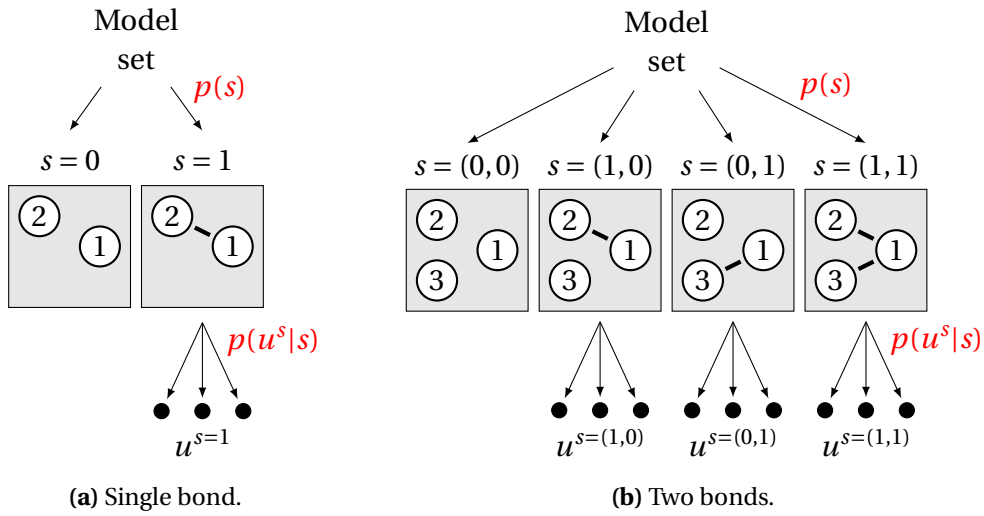 Model
set
p(s)
s = 0
s = 1
2
1
2
1
p(u^s|s)
u^{s=1}
(a) Single bond.
Model
set
p(s)
s = (0, 0)
s = (1, 0)
s = (0, 1)
s = (1, 1)
2
1
3
2
1
3
2
1
3
2
1
3
p(u^s|s)
u^{s=(1,0)}
u^{s=(0,1)}
u^{s=(1,1)}
(b) Two bonds.